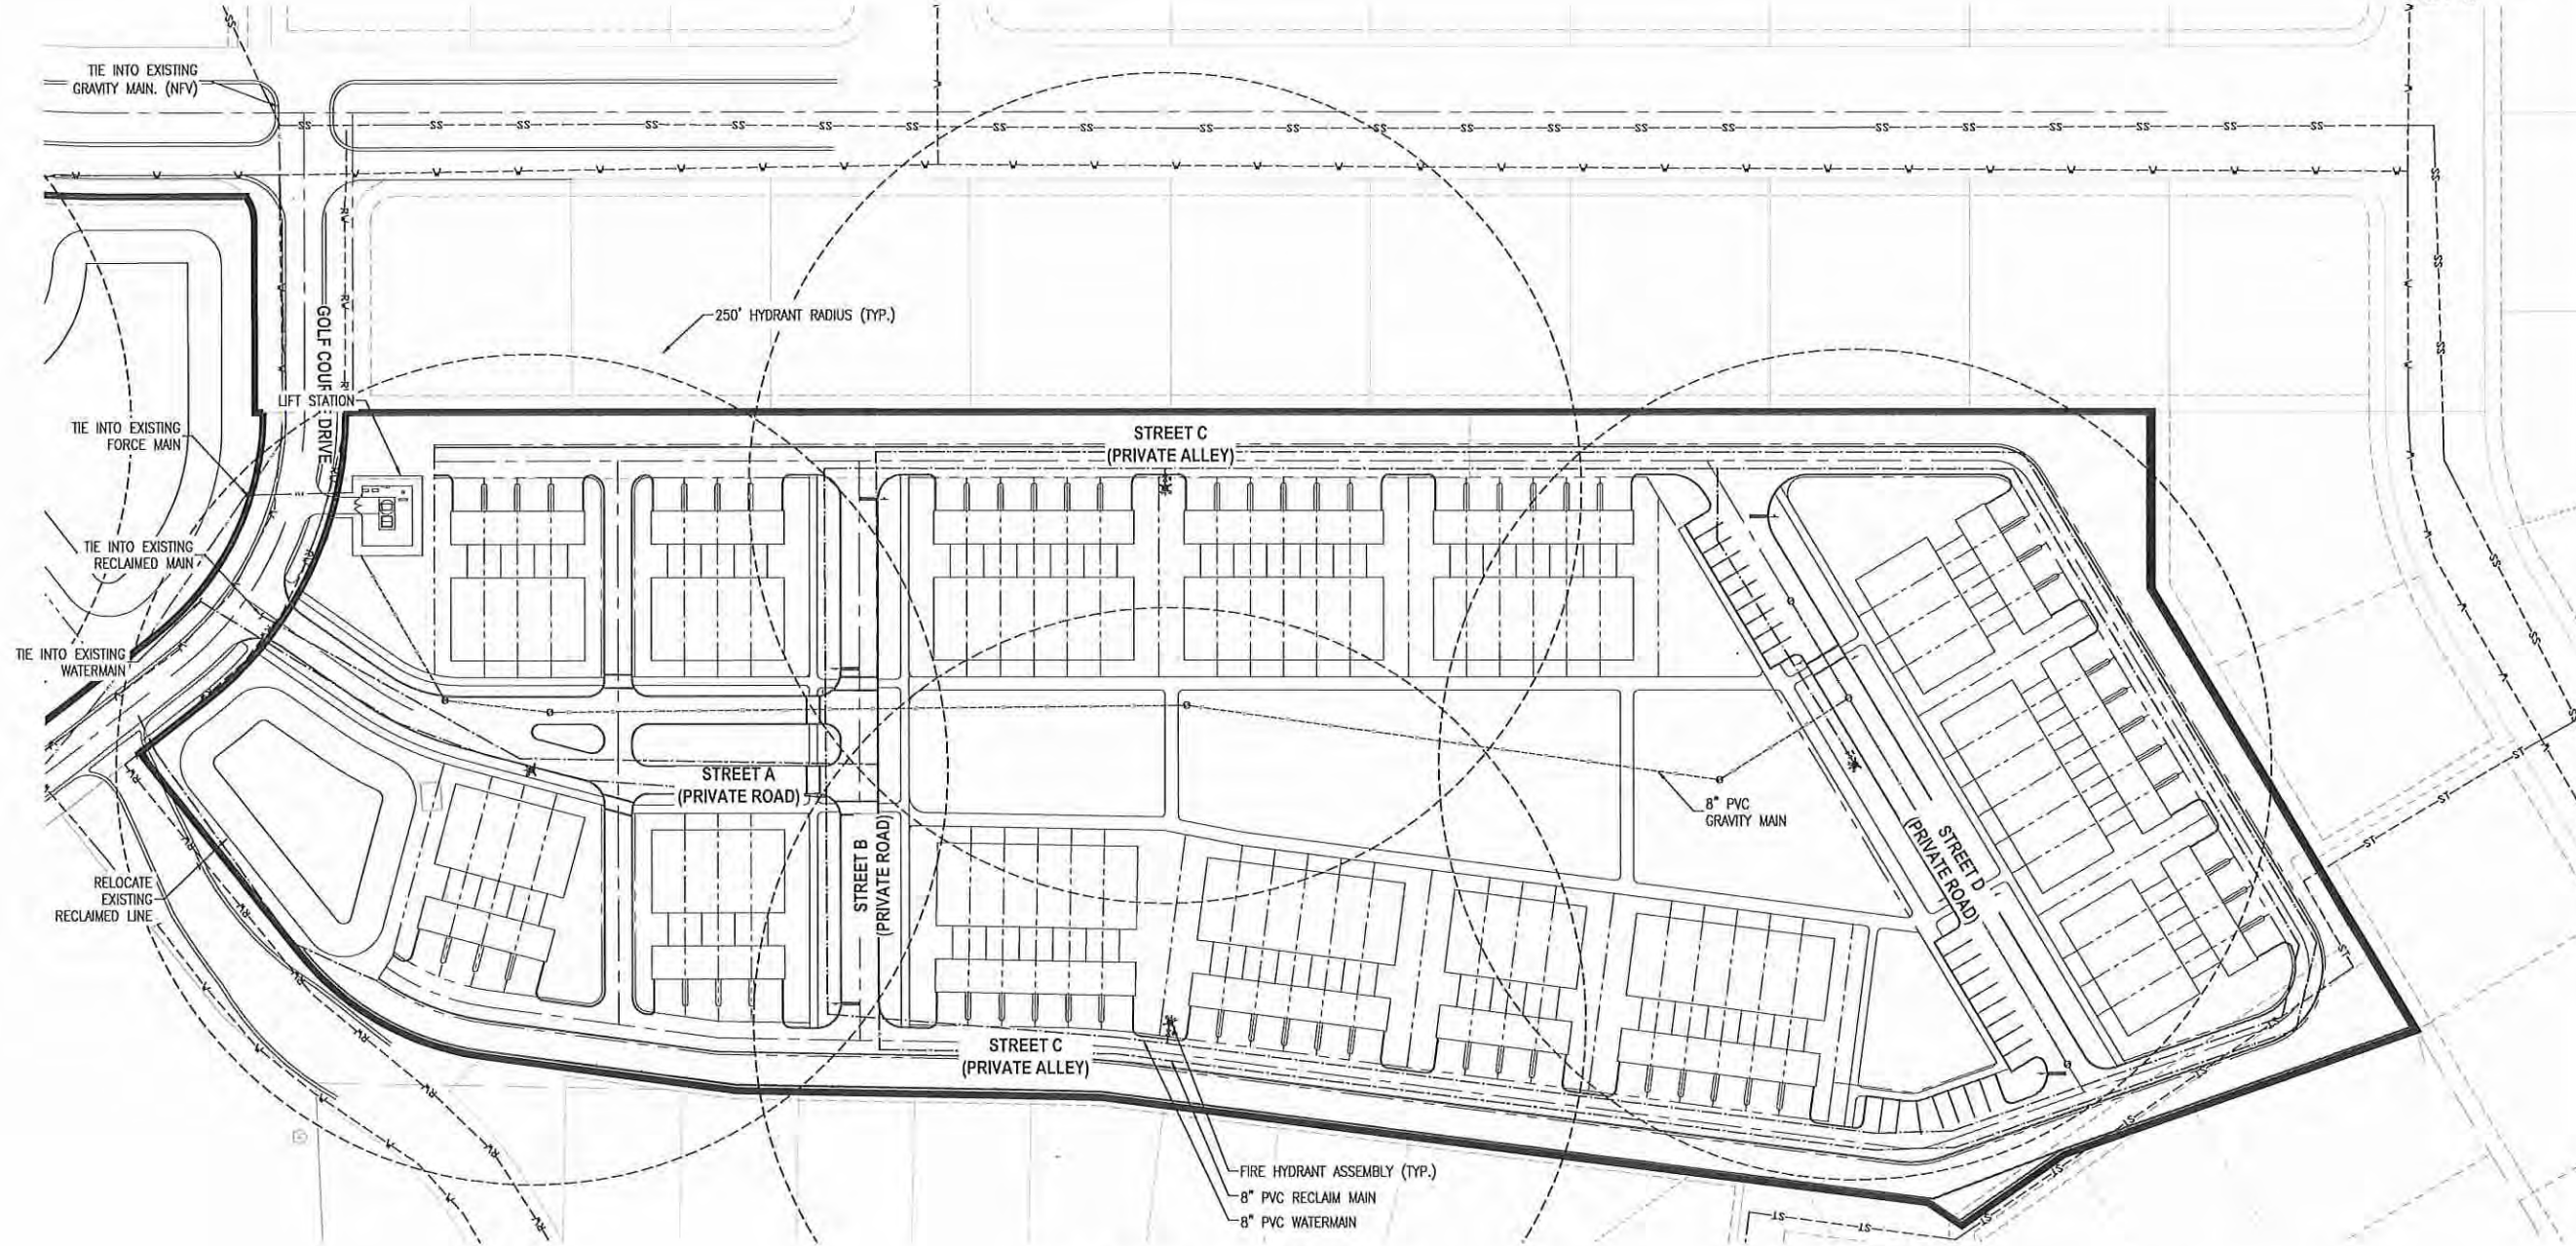 TIE INTO EXISTING
GRAVITY MAIN. (NFV)
250' HYDRANT RADIUS (TYP.)
GOLF COUR
DRIVE
LIFT STATION
TIE INTO EXISTING
FORCE MAIN
STREET C
(PRIVATE ALLEY)
TIE INTO EXISTING
RECLAIMED MAIN
TIE INTO EXISTING
WATERMAIN
STREET A
(PRIVATE ROAD)
8" PVC
GRAVITY MAIN
STREET B
(PRIVATE ROAD)
STREET D
(PRIVATE ROAD)
RELOCATE
EXISTING
RECLAIMED LINE
STREET C
(PRIVATE ALLEY)
FIRE HYDRANT ASSEMBLY (TYP.)
8" PVC RECLAIM MAIN
8" PVC WATERMAIN